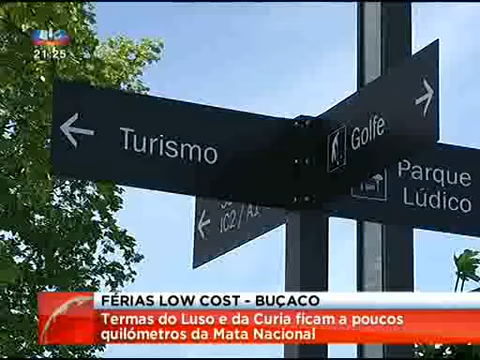 SIC
21:25
Turismo
Golfe
Parque
Lúdico
IC2 / A1
FÉRIAS LOW COST - BUÇACO
Termas do Luso e da Curia ficam a poucos
quilómetros da Mata Nacional